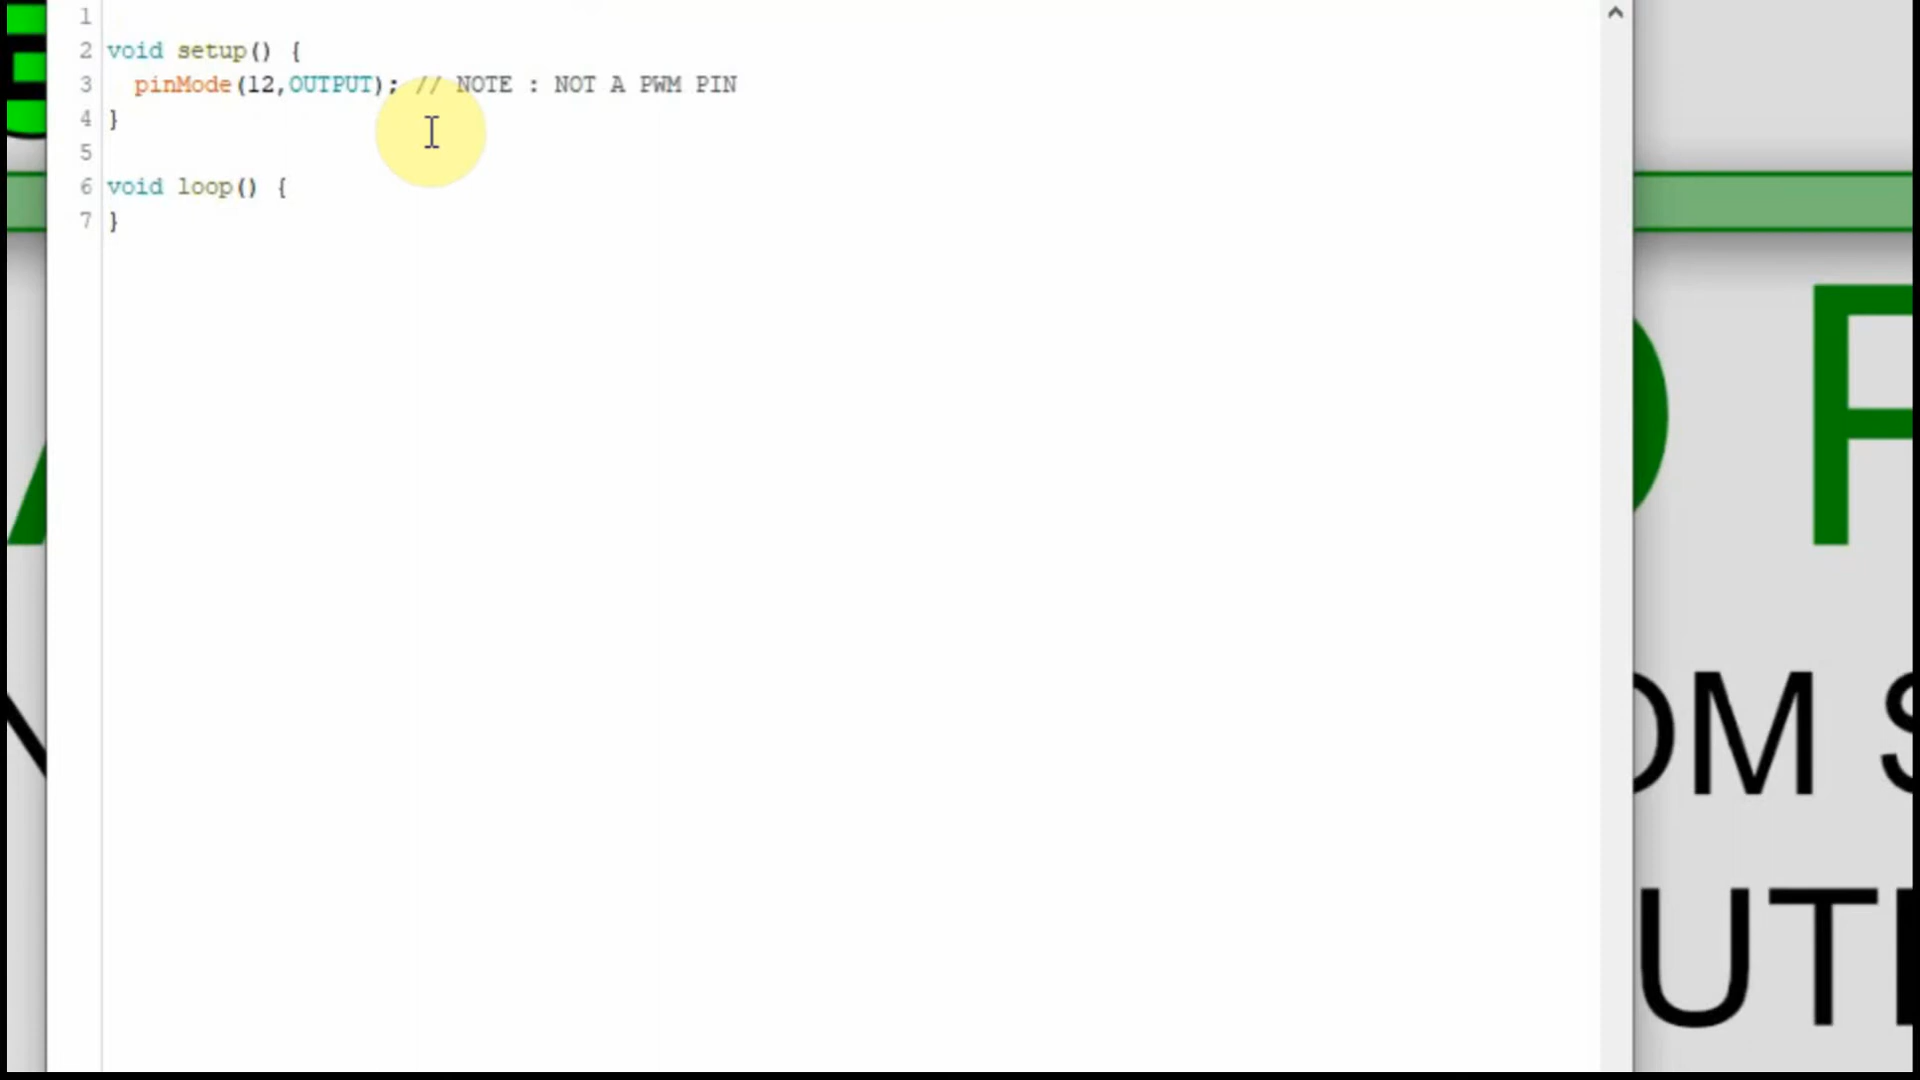 1
2 void setup() {
3 pinMode(12,OUTPUT); // NOTE : NOT A PWM PIN
4 }
5
6 void loop() {
7 }
OM S
UT